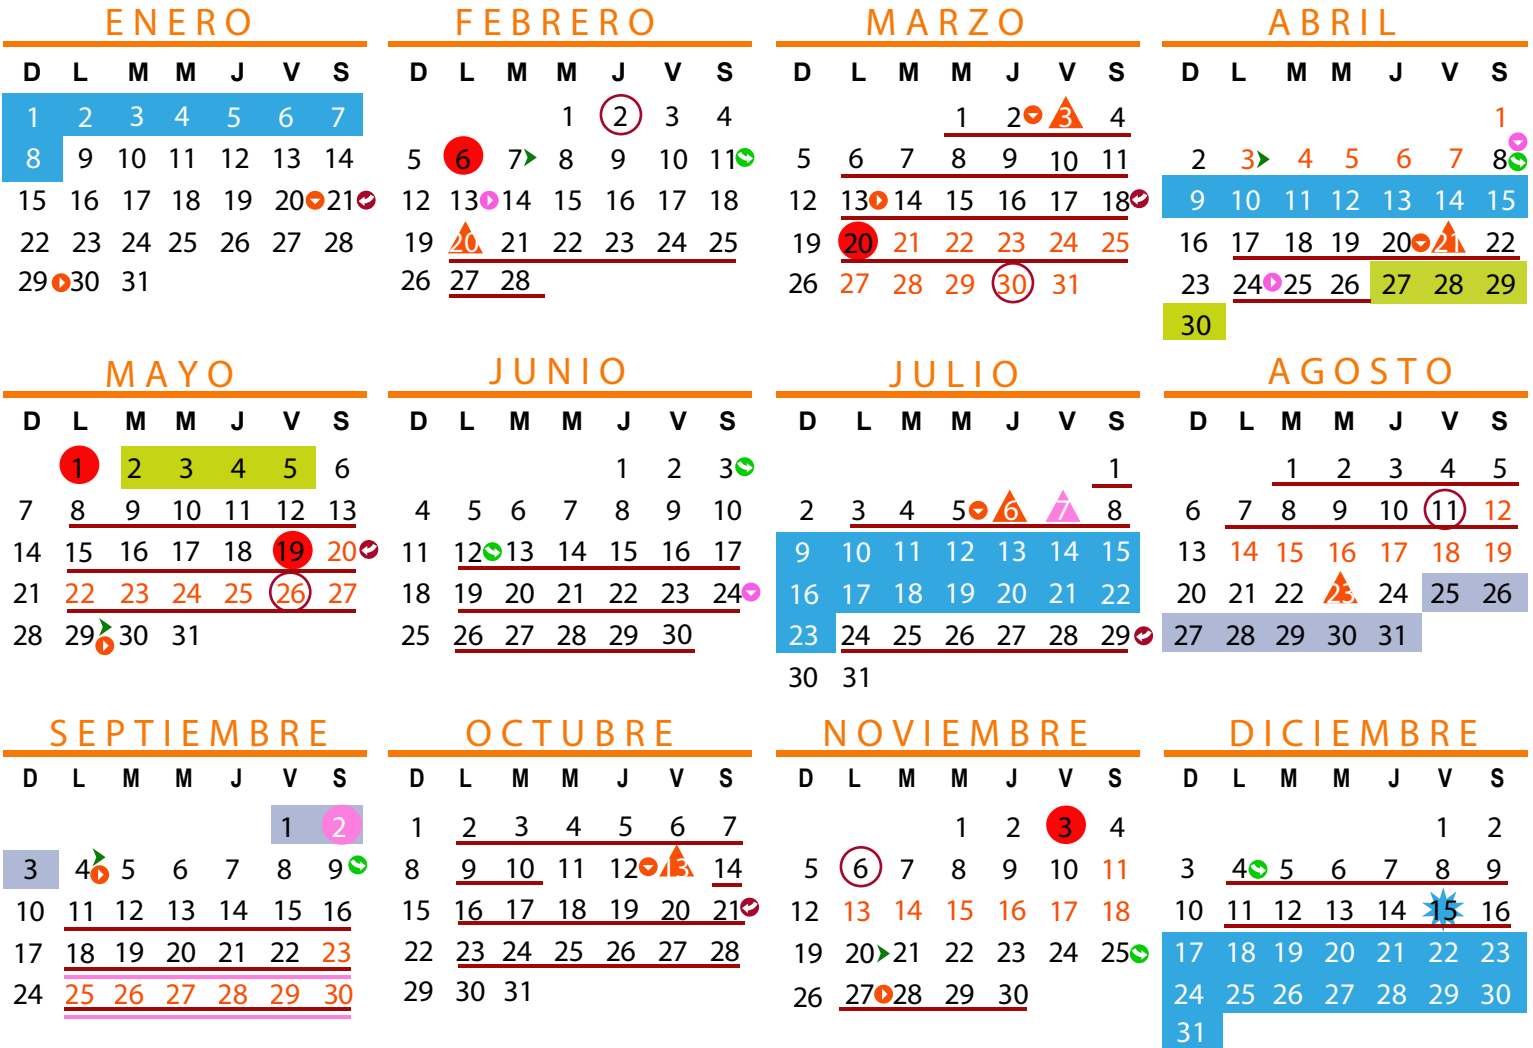 ENERO FEBRERO MARZO ABRIL
D L M M J V S D L M M J V S D L M M J V S D L M M J V S
1 2 3 4 5 6 7 1 2 3 4 1 2 3 4 1
8 9 10 11 12 13 14 5 6 7 8 9 10 11 5 6 7 8 9 10 11 2 3 4 5 6 7 8
15 16 17 18 19 20 21 12 13 14 15 16 17 18 12 13 14 15 16 17 18 9 10 11 12 13 14 15
22 23 24 25 26 27 28 19 20 21 22 23 24 25 19 20 21 22 23 24 25 16 17 18 19 20 21 22
29 30 31 26 27 28 26 27 28 29 30 31 23 24 25 26 27 28 29
30
MAYO JUNIO JULIO AGOSTO
D L M M J V S D L M M J V S D L M M J V S D L M M J V S
1 2 3 4 5 6 1 2 3 1 1 2 3 4 5
7 8 9 10 11 12 13 4 5 6 7 8 9 10 2 3 4 5 6 7 8 6 7 8 9 10 11 12
14 15 16 17 18 19 20 11 12 13 14 15 16 17 9 10 11 12 13 14 15 13 14 15 16 17 18 19
21 22 23 24 25 26 27 18 19 20 21 22 23 24 16 17 18 19 20 21 22 20 21 22 23 24 25 26
28 29 30 31 25 26 27 28 29 30 23 24 25 26 27 28 29 27 28 29 30 31
30 31
SEPTIEMBRE OCTUBRE NOVIEMBRE DICIEMBRE
D L M M J V S D L M M J V S D L M M J V S D L M M J V S
1 2 1 2 3 4 5 6 7 1 2 3 4 1 2
3 4 5 6 7 8 9 8 9 10 11 12 13 14 5 6 7 8 9 10 11 3 4 5 6 7 8 9
10 11 12 13 14 15 16 15 16 17 18 19 20 21 12 13 14 15 16 17 18 10 11 12 13 14 15 16
17 18 19 20 21 22 23 22 23 24 25 26 27 28 19 20 21 22 23 24 25 17 18 19 20 21 22 23
24 25 26 27 28 29 30 29 30 31 26 27 28 29 30 24 25 26 27 28 29 30
31